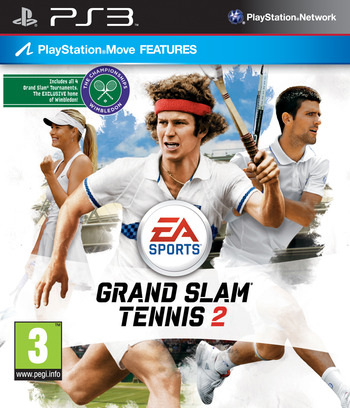 PS3
PlayStation®Network
PlayStation®Move FEATURES
Includes all 4
Grand Slam® Tournaments.
The EXCLUSIVE home
of Wimbledon!
THE CHAMPIONSHIPS
WIMBLEDON
EA
SPORTS
GRAND SLAM®
TENNIS 2
3
www.pegi.info